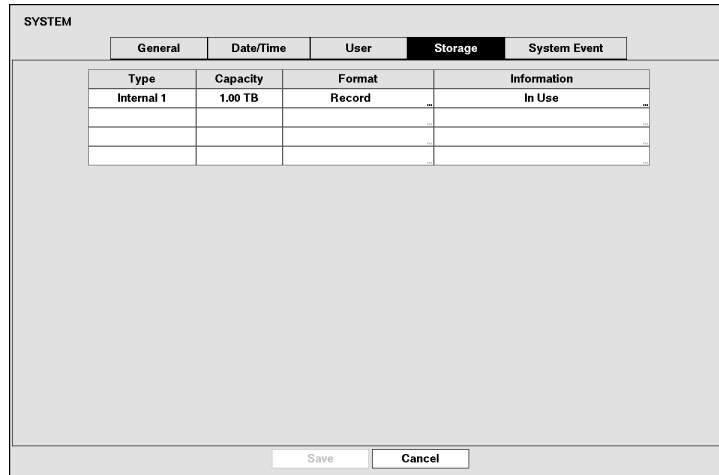 SYSTEM
General Date/Time User Storage System Event
Type Capacity Format Information
Internal 1 1.00 TB Record ... In Use ...
... ...
... ...
... ...
Save Cancel